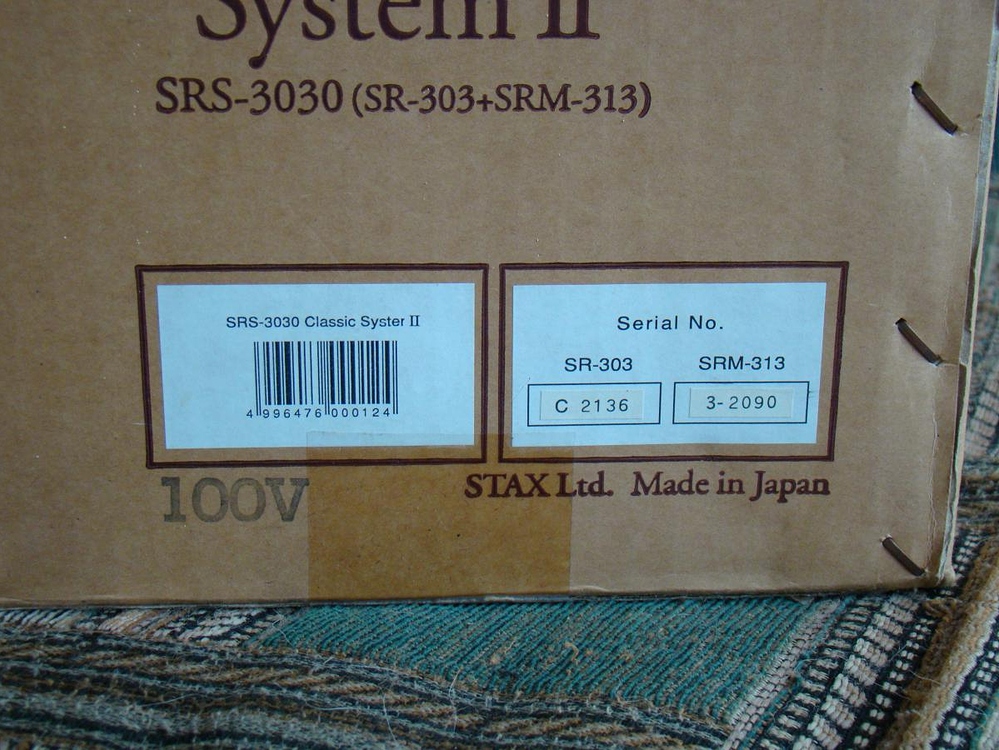 System II
SRS-3030 (SR-303+SRM-313)
SRS-3030 Classic Syster II
4 996476 000124
Serial No.
SR-303 SRM-313
C 2136 3-2090
100V
STAX Ltd. Made in Japan